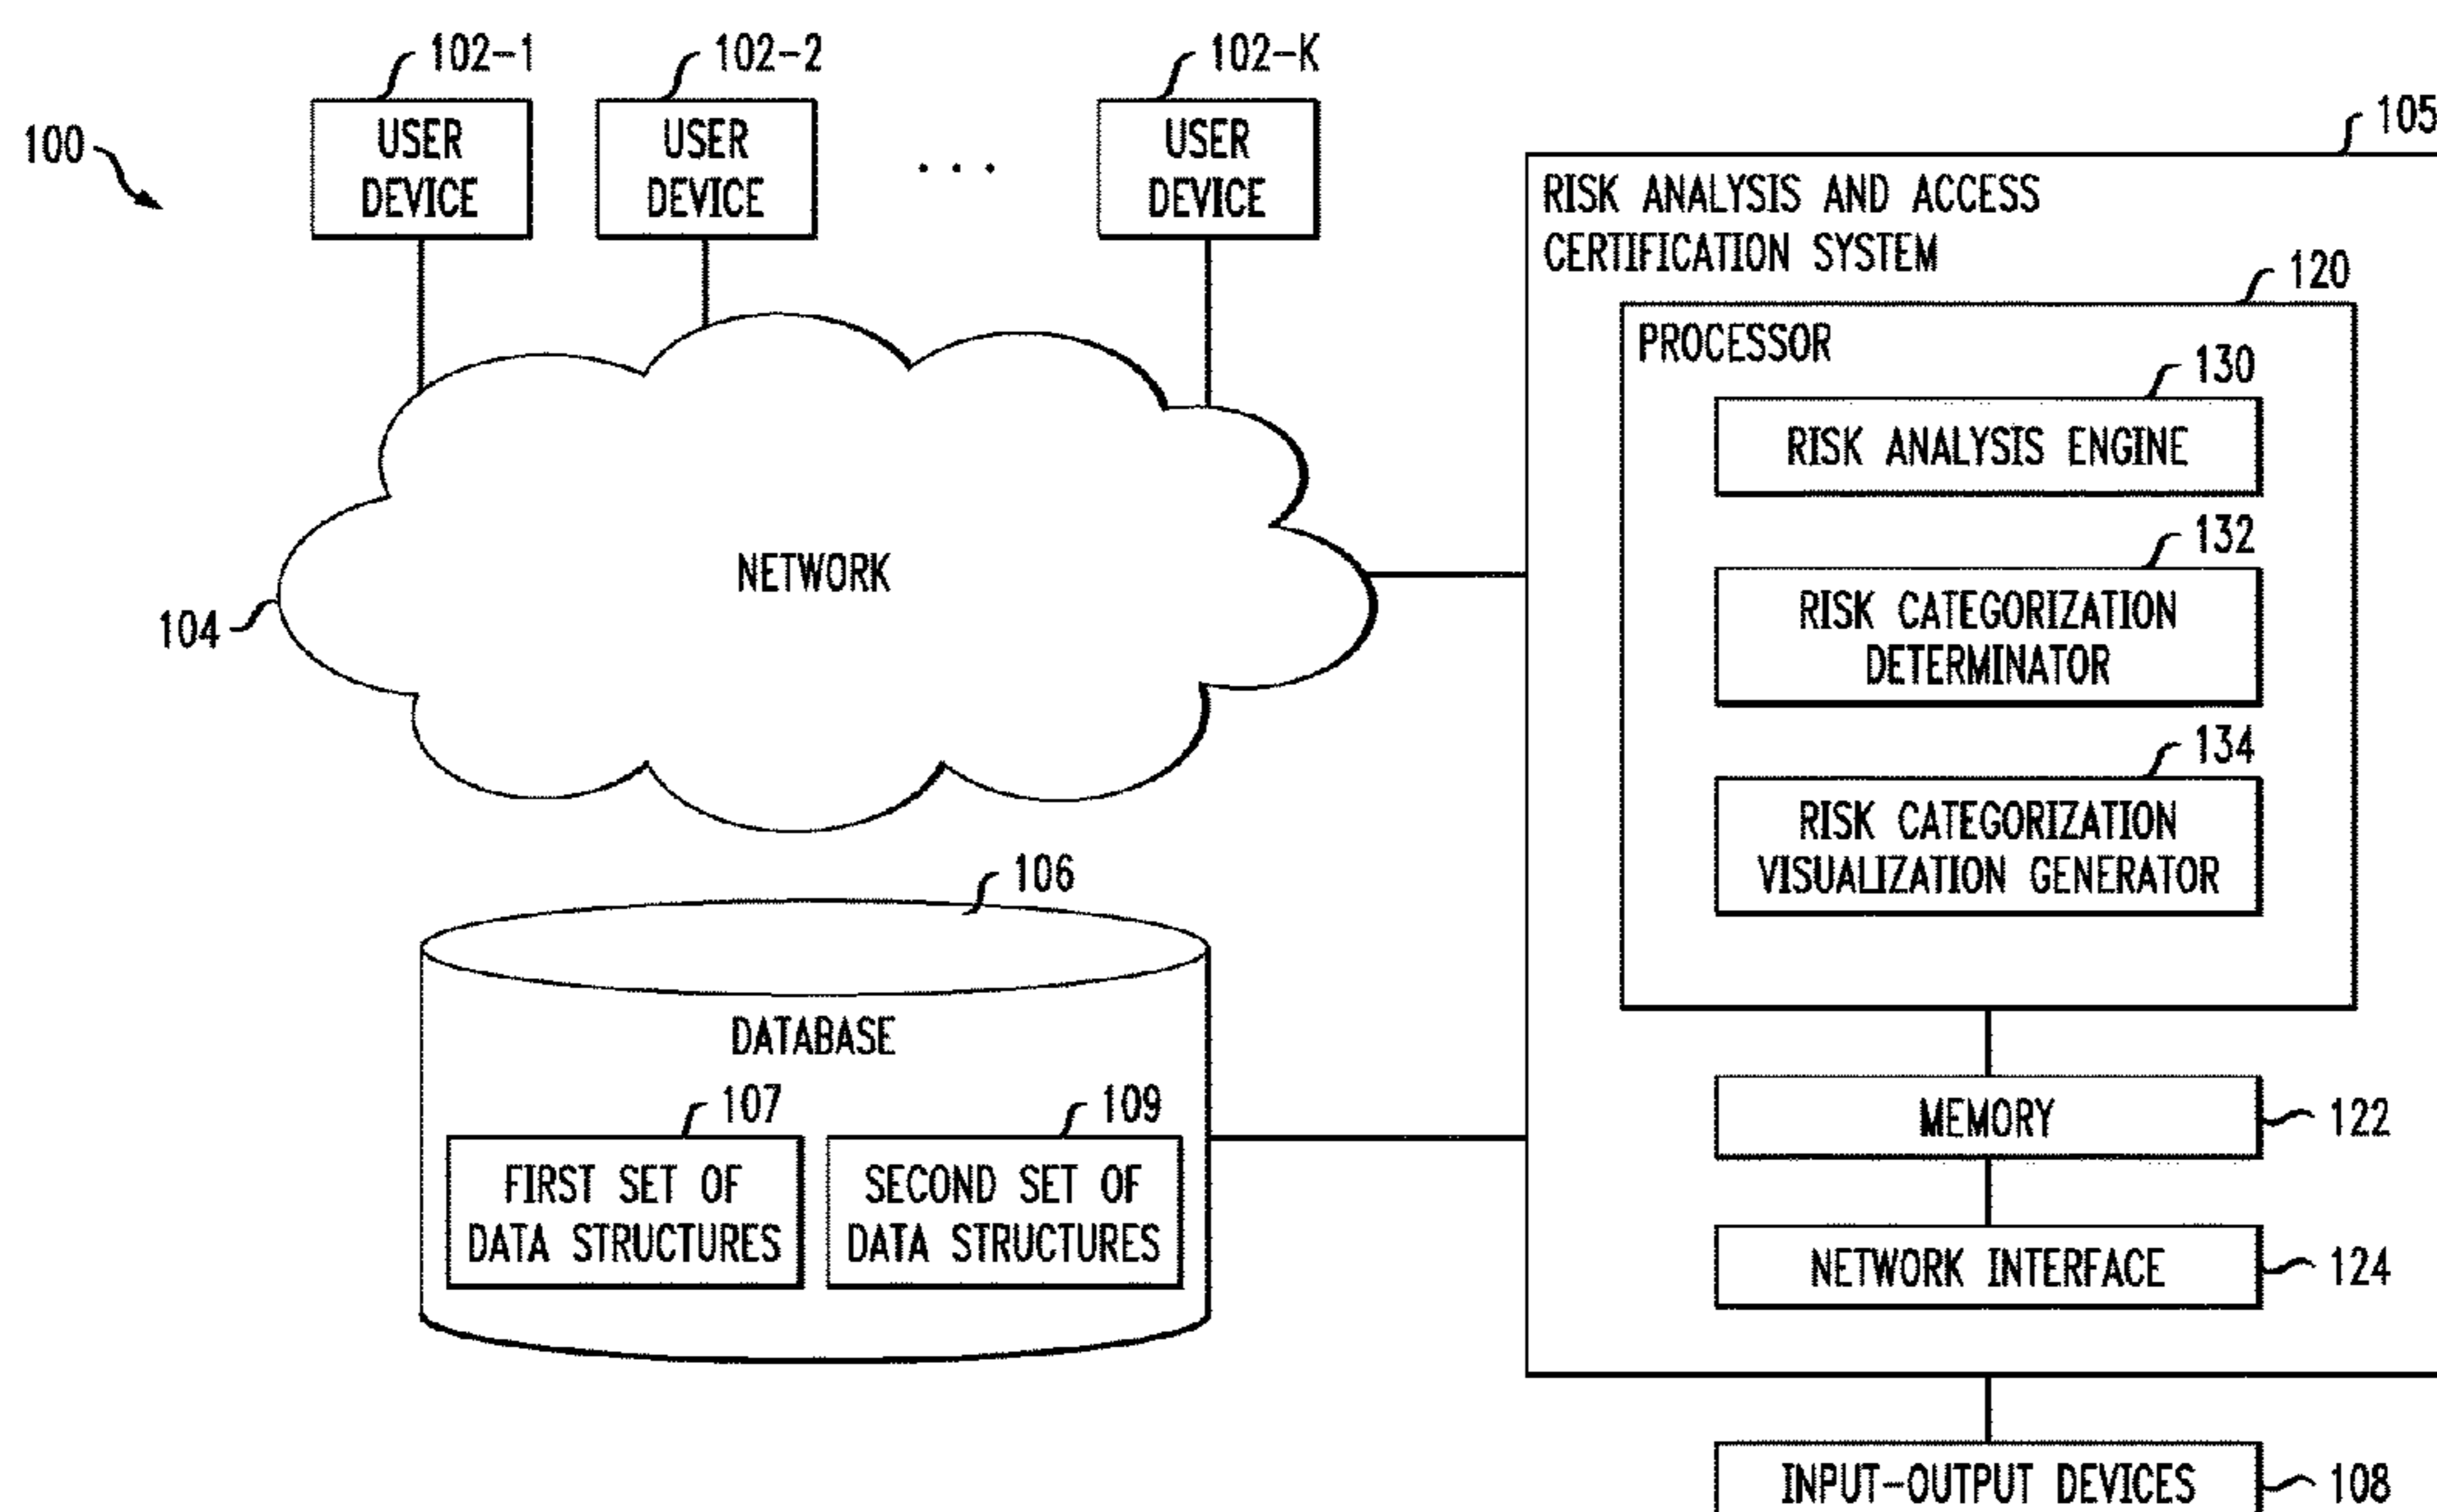 102-1
102-2
102-K
100
USER
DEVICE
USER
DEVICE
. . .
USER
DEVICE
105
RISK ANALYSIS AND ACCESS
CERTIFICATION SYSTEM
120
PROCESSOR
130
RISK ANALYSIS ENGINE
132
RISK CATEGORIZATION
DETERMINATOR
134
RISK CATEGORIZATION
VISUALIZATION GENERATOR
NETWORK
104
106
DATABASE
107
FIRST SET OF
DATA STRUCTURES
109
SECOND SET OF
DATA STRUCTURES
MEMORY
122
NETWORK INTERFACE
124
INPUT-OUTPUT DEVICES
108